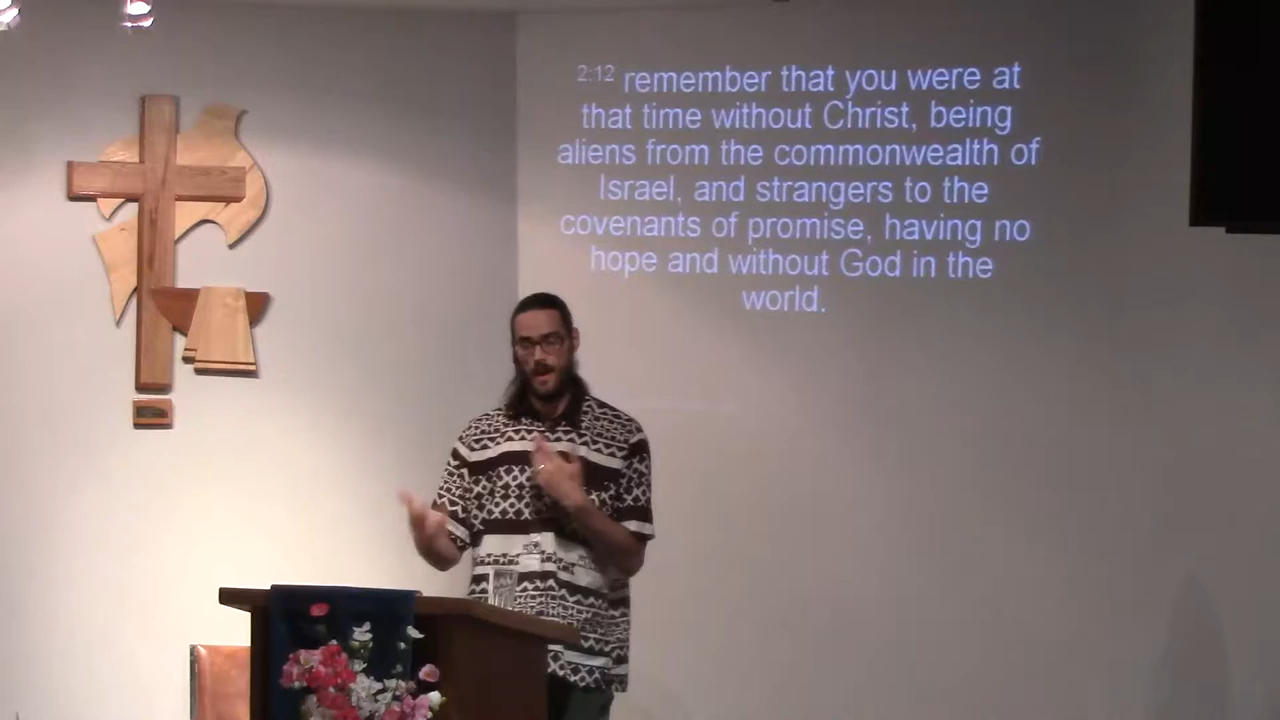 2:12 remember that you were at
that time without Christ, being
aliens from the commonwealth of
Israel, and strangers to the
covenants of promise, having no
hope and without God in the
world.